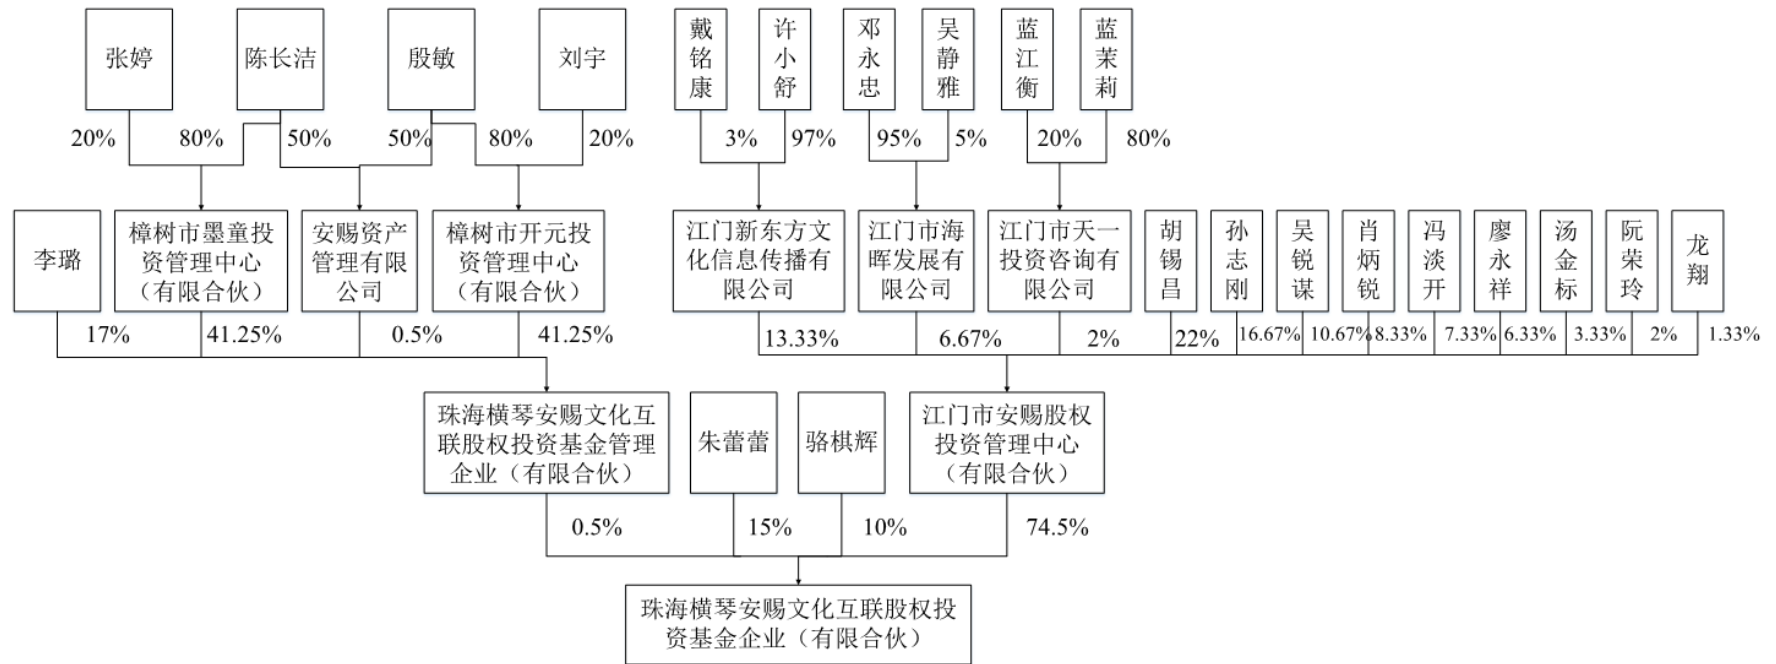 张婷
陈长洁
殷敏
刘宇
戴铭康
许小舒
邓永忠
吴静雅
蓝江衡
蓝茉莉
20%
80%
50%
50%
80%
20%
3%
97%
95%
5%
20%
80%
李璐
樟树市墨童投
资管理中心
（有限合伙）
安赐资产
管理有限
公司
樟树市开元投
资管理中心
（有限合伙）
江门新东方文
化信息传播有
限公司
江门市海
晖发展有
限公司
江门市天一
投资咨询有
限公司
胡锡昌
孙志刚
吴锐谋
肖炳锐
冯淡开
廖永祥
汤金标
阮荣玲
龙翔
17%
41.25%
0.5%
41.25%
13.33%
6.67%
2%
22%
16.67%
10.67%
8.33%
7.33%
6.33%
3.33%
2%
1.33%
珠海横琴安赐文化互
联股权投资基金管理
企业（有限合伙）
朱蕾蕾
骆棋辉
江门市安赐股权
投资管理中心
（有限合伙）
0.5%
15%
10%
74.5%
珠海横琴安赐文化互联股权投
资基金企业（有限合伙）